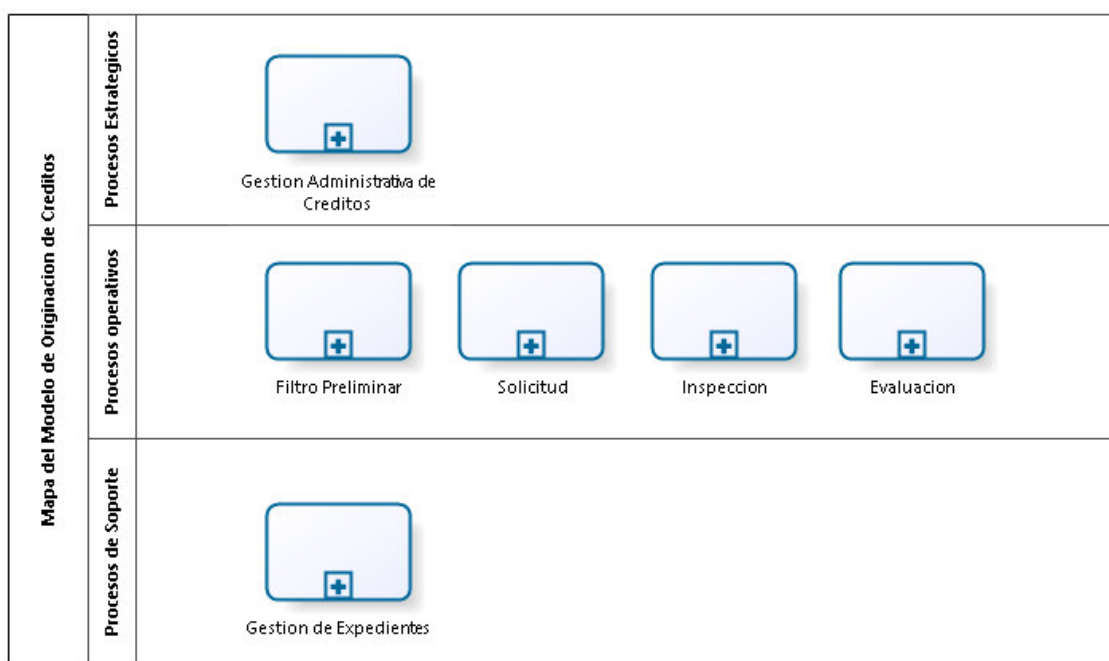 Mapa del Modelo de Originacion de Creditos
Procesos Estrategicos
Gestion Administrativa de
Creditos
Procesos operativos
Filtro Preliminar
Solicitud
Inspeccion
Evaluacion
Procesos de Soporte
Gestion de Expedientes